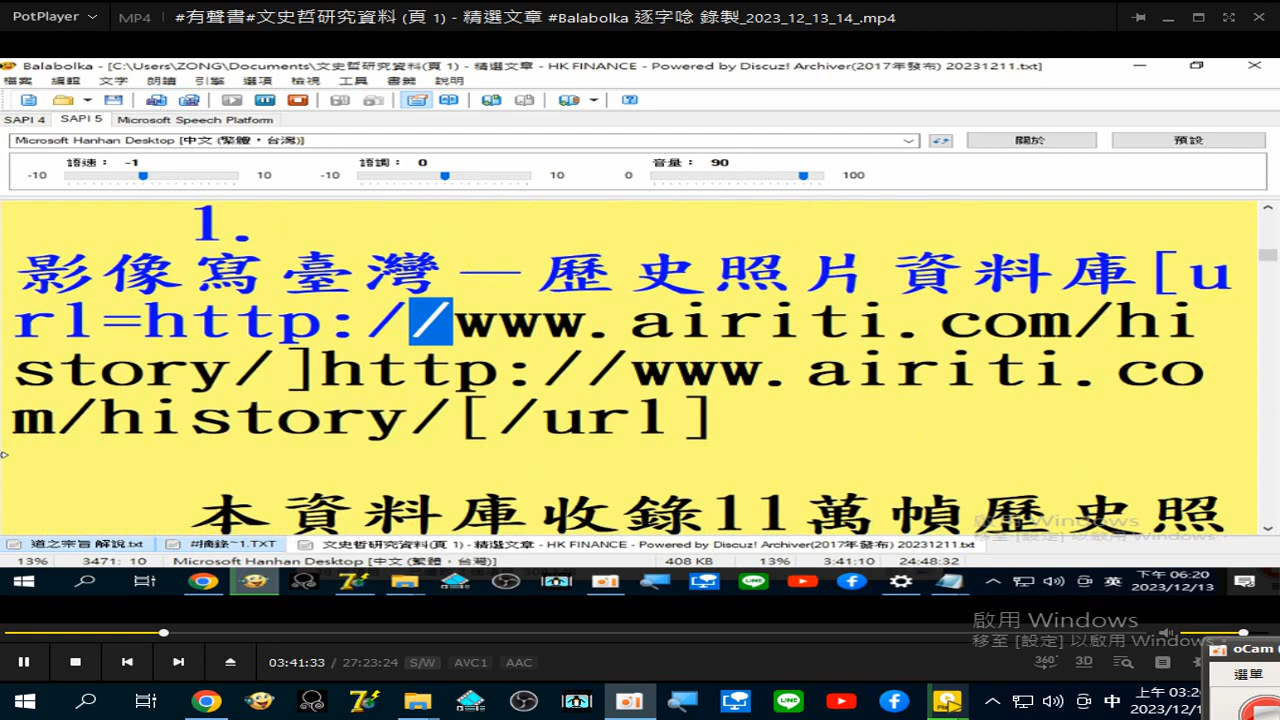 PotPlayer MP4 #有聲書#文史哲研究資料 (頁 1) - 精選文章 #Balabolka 逐字唸 錄製_2023_12_13_14_.mp4
Balabolka - [C:\Users\ZONG\Documents\文史哲研究資料(頁 1) - 精選文章 - HK FINANCE - Powered by Discuz! Archiver(2017年發布) 20231211.txt]
檔案 編輯 文字 朗讀 引擎 選項 檢視 工具 書籤 說明
SAPI 4 SAPI 5 Microsoft Speech Platform
Microsoft Hanhan Desktop [中文 (繁體，台灣)] 關於 預設
語速： -1 語調： 0 音量： 90
-10 10 -10 10 0 100
1.
影像寫臺灣－歷史照片資料庫[u
rl=http://www.airiti.com/hi
story/]http://www.airiti.co
m/history/[/url]
本資料庫收錄11萬幀歷史照
道之宗旨 解說.txt #摘錄~1.TXT 文史哲研究資料(頁 1) - 精選文章 - HK FINANCE - Powered by Discuz! Archiver(2017年發布) 20231211.txt
13% 3471: 10 Microsoft Hanhan Desktop [中文 (繁體，台灣)] 408 KB 13% 3:41:10 24:48:32
英 下午 06:20
2023/12/13
啟用 Windows
移至 [設定] 以啟用 Windows。
03:41:33 / 27:23:24 S/W AVC1 AAC 360° 3D
oCam (
選單
中 上午 03:2
2023/12/1